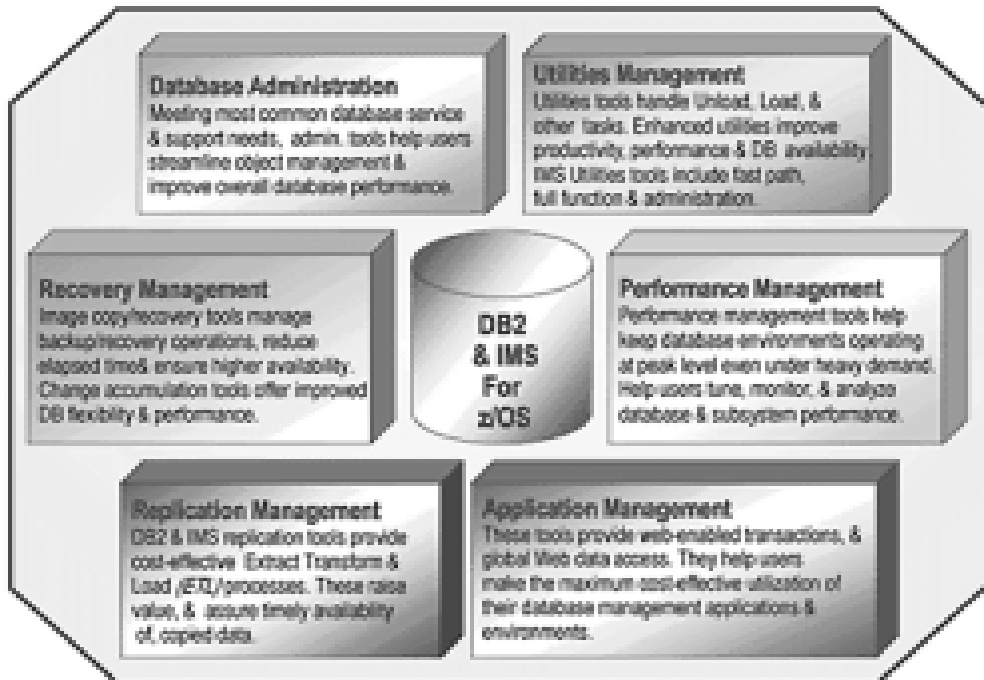 Database Administration
Meeting most common database service
& support needs, admin. tools help users
streamline object management &
improve overall database performance.
Utilities Management
Utilities tools handle Unload, Load, &
other tasks. Enhanced utilities improve
productivity, performance & DB availability.
IMS Utilities tools include fast path,
full function & administration.
Recovery Management
Image copy/recovery tools manage
backup/recovery operations, reduce
elapsed time& ensure higher availability.
Change accumulation tools offer improved
DB flexibility & performance.
DB2
& IMS
For
z/OS
Performance Management
Performance management tools help
keep database environments operating
at peak level even under heavy demand.
Help users tune, monitor, & analyze
database & subsystem performance.
Replication Management
DB2 & IMS replication tools provide
cost-effective Extract Transform &
Load (ETL) processes. These raise
value, & assure timely availability
of, copied data.
Application Management
These tools provide web-enabled transactions, &
global Web data access. They help users
make the maximum cost-effective utilization of
their database management applications &
environments.